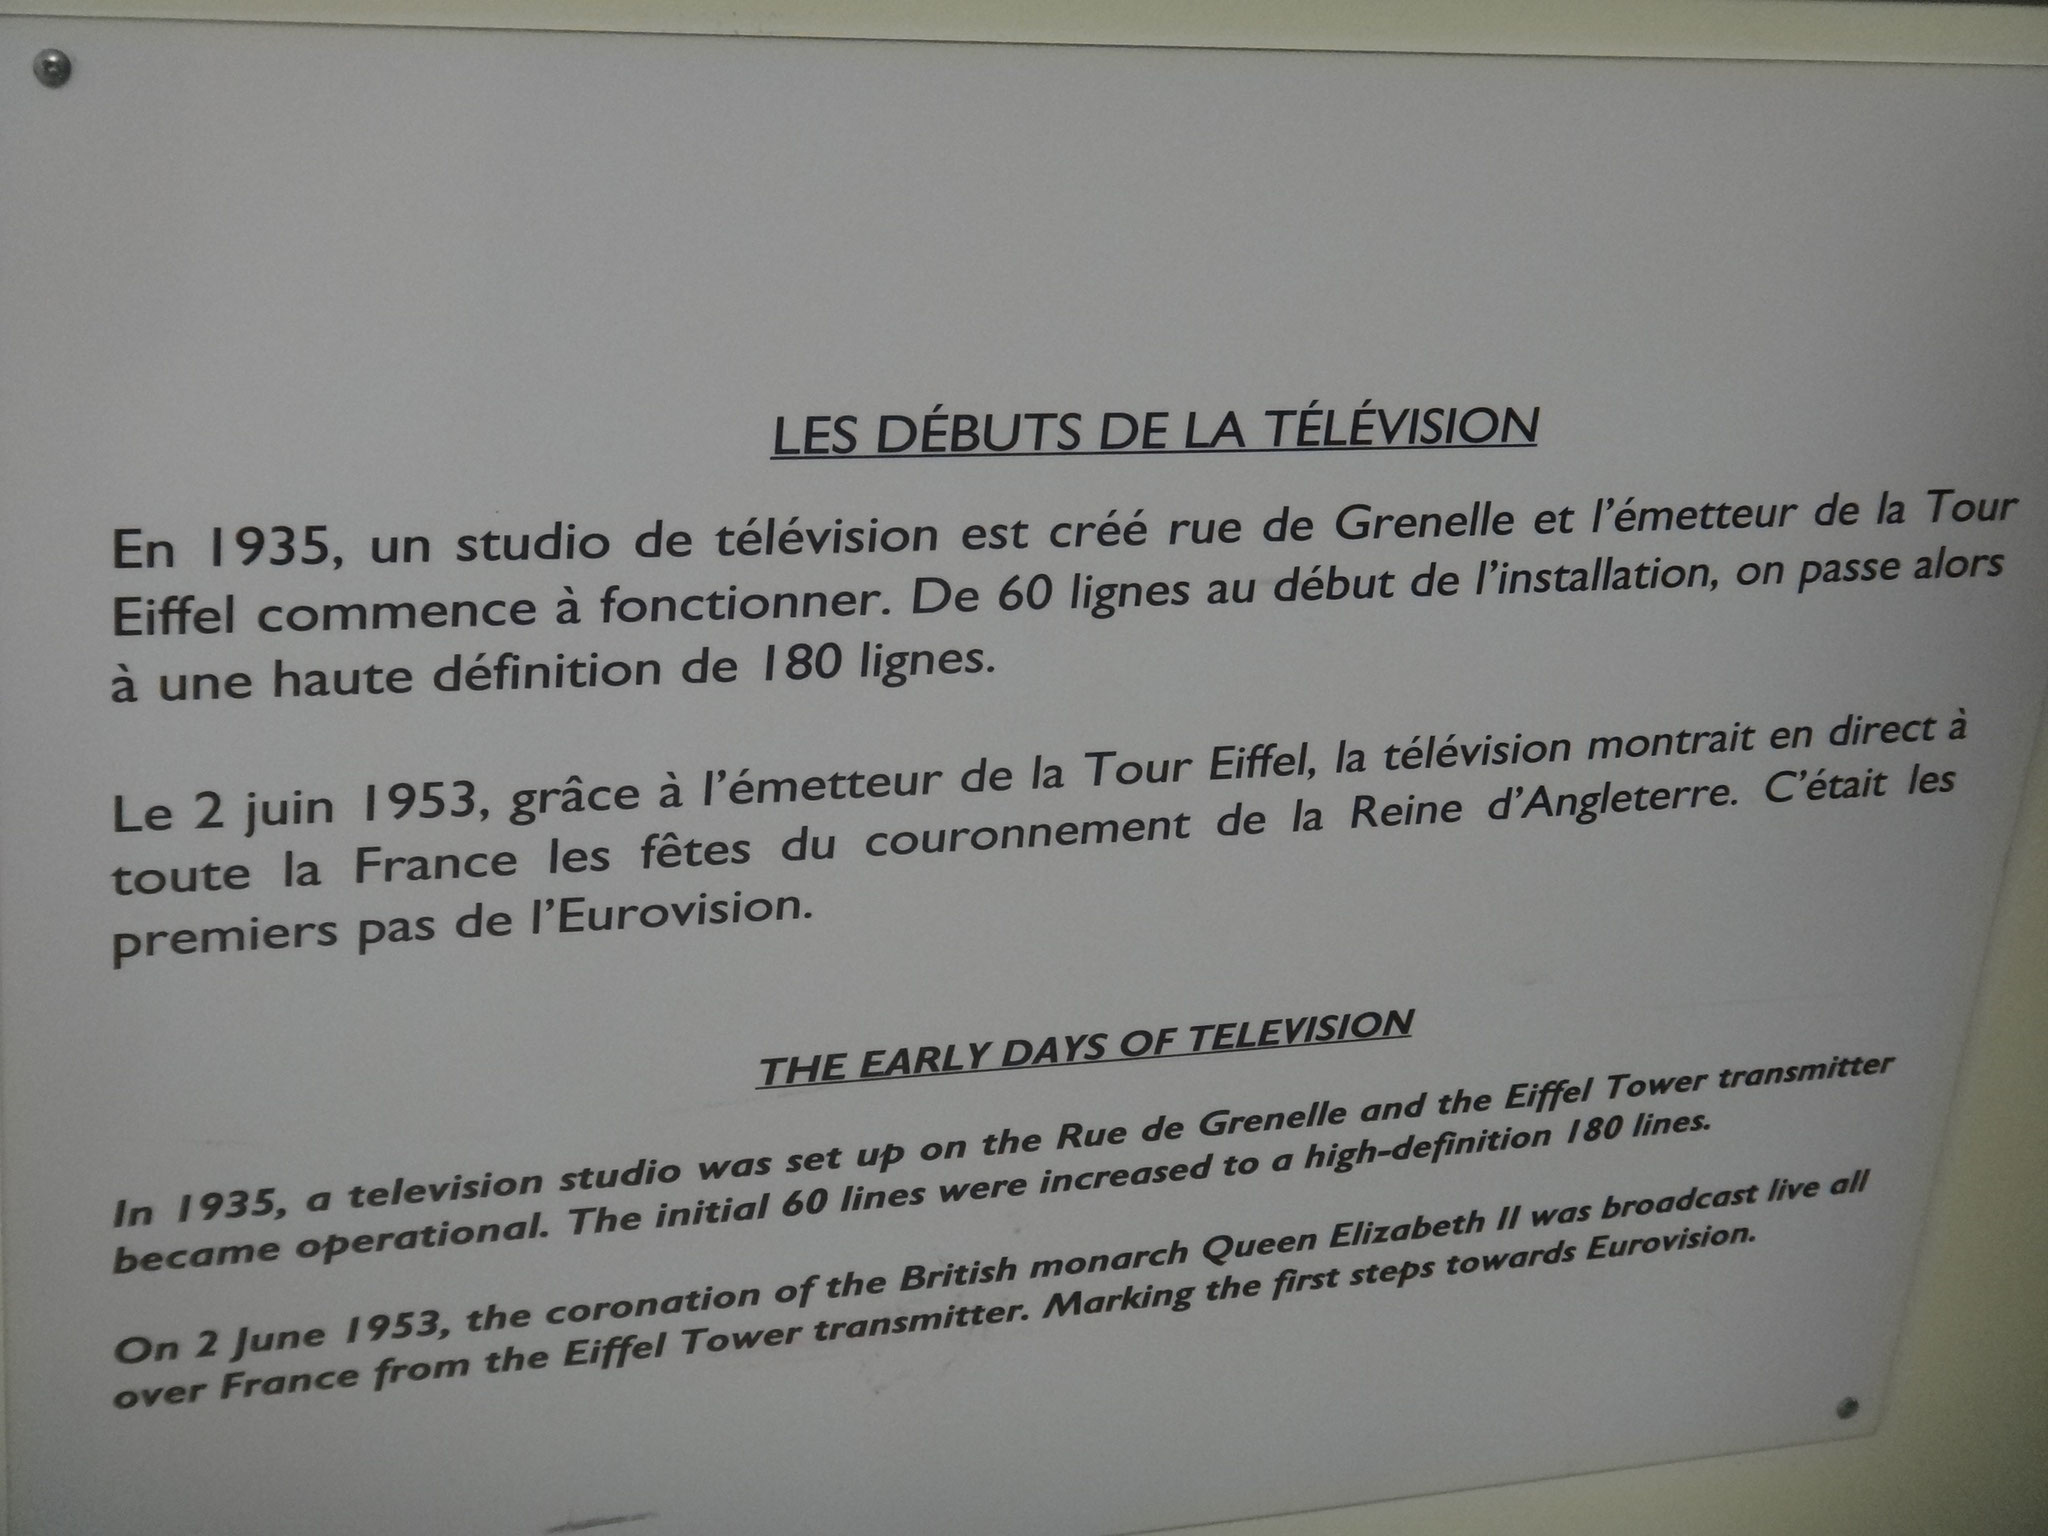 LES DÉBUTS DE LA TÉLÉVISION
En 1935, un studio de télévision est créé rue de Grenelle et l'émetteur de la Tour
Eiffel commence à fonctionner. De 60 lignes au début de l'installation, on passe alors
à une haute définition de 180 lignes.
Le 2 juin 1953, grâce à l'émetteur de la Tour Eiffel, la télévision montrait en direct à
toute la France les fêtes du couronnement de la Reine d'Angleterre. C'était les
premiers pas de l'Eurovision.
THE EARLY DAYS OF TELEVISION
In 1935, a television studio was set up on the Rue de Grenelle and the Eiffel Tower transmitter
became operational. The initial 60 lines were increased to a high-definition 180 lines.
On 2 June 1953, the coronation of the British monarch Queen Elizabeth II was broadcast live all
over France from the Eiffel Tower transmitter. Marking the first steps towards Eurovision.